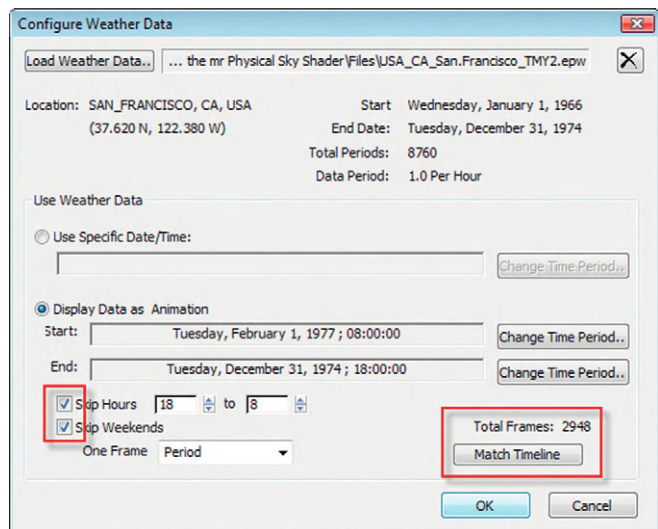 Configure Weather Data
Load Weather Data.. ... the mr Physical Sky Shader\Files\USA_CA_San.Francisco_TMY2.epw
Location: SAN_FRANCISCO, CA, USA Start Wednesday, January 1, 1966
(37.620 N, 122.380 W) End Date: Tuesday, December 31, 1974
Total Periods: 8760
Data Period: 1.0 Per Hour
Use Weather Data
Use Specific Date/Time:
Change Time Period..
Display Data as Animation
Start: Tuesday, February 1, 1977 ; 08:00:00 Change Time Period..
End: Tuesday, December 31, 1974 ; 18:00:00 Change Time Period..
Skip Hours 18 to 8
Skip Weekends Total Frames: 2948
One Frame Period Match Timeline
OK Cancel